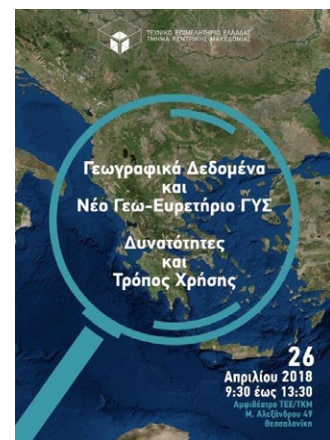 ΤΕΧΝΙΚΟ ΕΠΙΜΕΛΗΤΗΡΙΟ ΕΛΛΑΔΑΣ
ΤΜΗΜΑ ΚΕΝΤΡΙΚΗΣ ΜΑΚΕΔΟΝΙΑΣ
Γεωγραφικά Δεδομένα
και
Νέο Γεω-Ευρετήριο ΓΥΣ
Δυνατότητες
και
Τρόπος Χρήσης
26
Απριλίου 2018
9:30 έως 13:30
Αμφιθέατρο ΤΕΕ/ΤΚΜ
Μ. Αλεξάνδρου 49
Θεσσαλονίκη